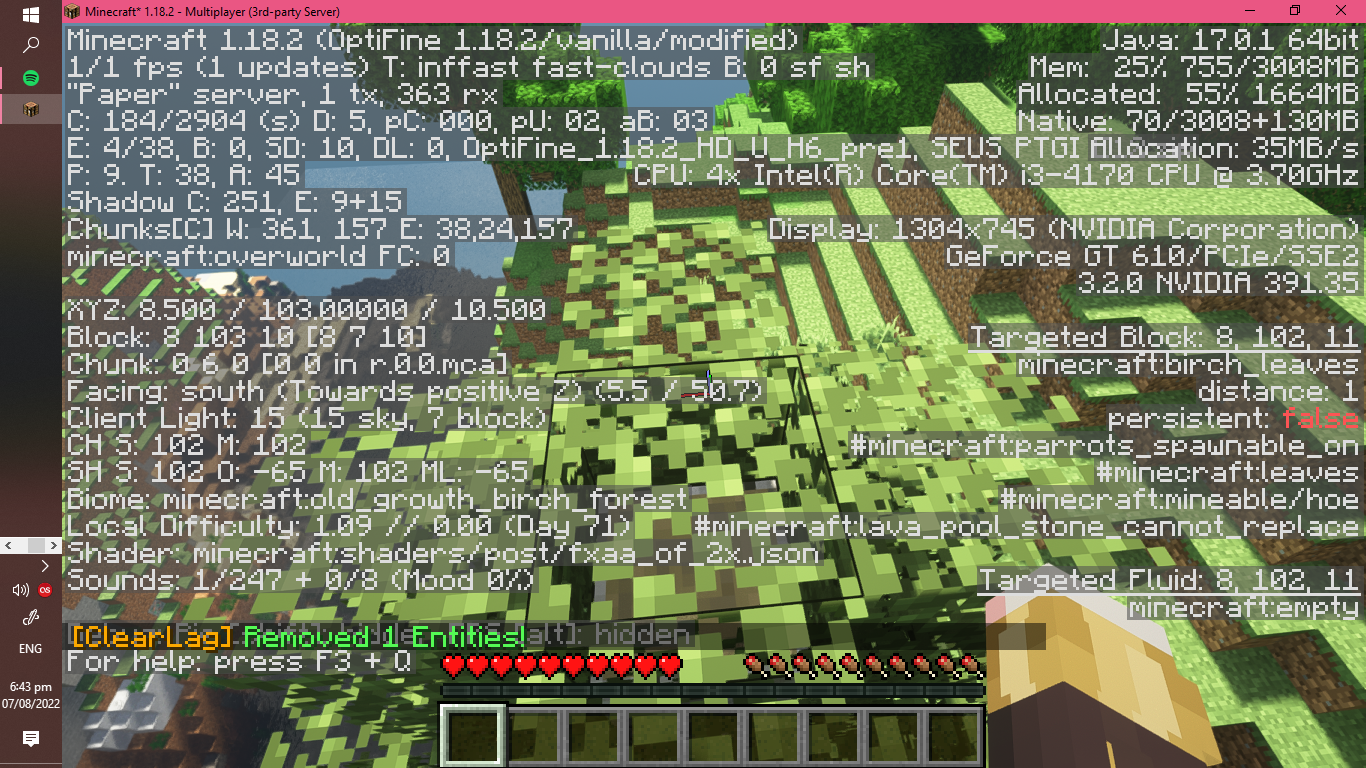 Minecraft* 1.18.2 - Multiplayer (3rd-party Server)
Minecraft 1.18.2 (OptiFine 1.18.2/vanilla/modified)
1/1 fps (1 updates) T: inffast fast-clouds B: 0 sf sh
"Paper" server, 1 tx, 363 rx
C: 184/2904 (s) D: 5, pC: 000, pU: 02, aB: 03
E: 4/38, B: 0, SD: 10, DL: 0, OptiFine_1.18.2_HD_U_H6_pre1, SEUS PTGI
P: 9. T: 38, A: 45
Shadow C: 251, E: 9+15
Chunks[C] W: 361, 157 E: 38,24,157
minecraft:overworld FC: 0
XYZ: 8.500 / 103.00000 / 10.500
Block: 8 103 10 [8 7 10]
Chunk: 0 6 0 [0 0 in r.0.0.mca]
Facing: south (Towards positive Z) (5.5 / 50.7)
Client Light: 15 (15 sky, 7 block)
CH S: 102 M: 102
SH S: 102 O: -65 M: 102 ML: -65
Biome: minecraft:old_growth_birch_forest
Local Difficulty: 1.09 // 0.00 (Day 71)
Shader: minecraft:shaders/post/fxaa_of_2x.json
Sounds: 1/247 + 0/8 (Mood 0%)
[ClearLag] Removed 1 Entities!
hidden
For help: press F3 + Q
Java: 17.0.1 64bit
Mem: 25% 755/3008MB
Allocated: 55% 1664MB
Native: 70/3008+130MB
Allocation: 35MB/s
CPU: 4x Intel(R) Core(TM) i3-4170 CPU @ 3.70GHz
Display: 1304x745 (NVIDIA Corporation)
GeForce GT 610/PCIe/SSE2
3.2.0 NVIDIA 391.35
Targeted Block: 8, 102, 11
minecraft:birch_leaves
distance: 1
persistent: false
#minecraft:parrots_spawnable_on
#minecraft:leaves
#minecraft:mineable/hoe
#minecraft:lava_pool_stone_cannot_replace
Targeted Fluid: 8, 102, 11
minecraft:empty
ENG
6:43 pm
07/08/2022